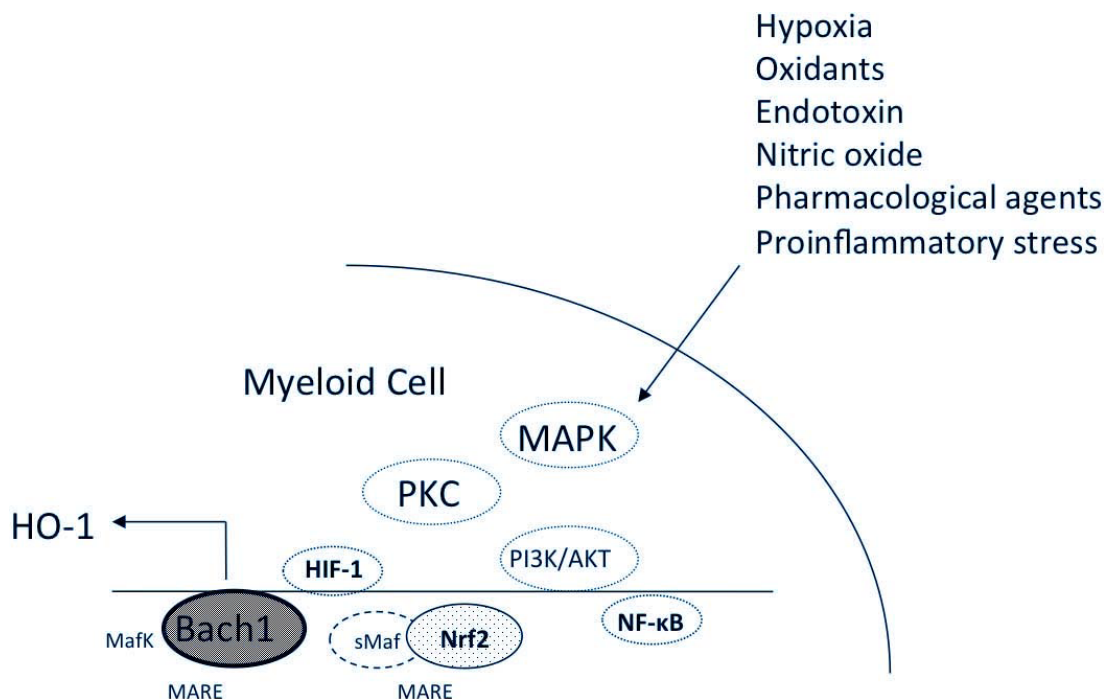 Hypoxia
Oxidants
Endotoxin
Nitric oxide
Pharmacological agents
Proinflammatory stress
Myeloid Cell
MAPK
PKC
HO-1
HIF-1
PI3K/AKT
MafK
Bach1
sMaf
Nrf2
NF-κB
MARE
MARE